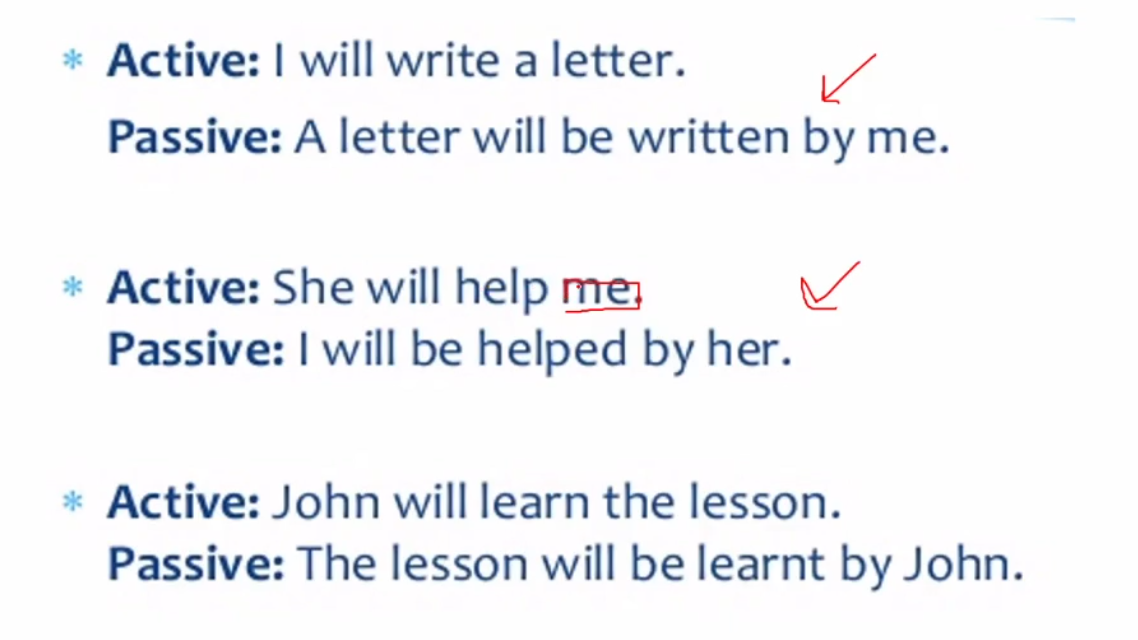 * Active: I will write a letter.
Passive: A letter will be written by me.
* Active: She will help me.
Passive: I will be helped by her.
* Active: John will learn the lesson.
Passive: The lesson will be learnt by John.